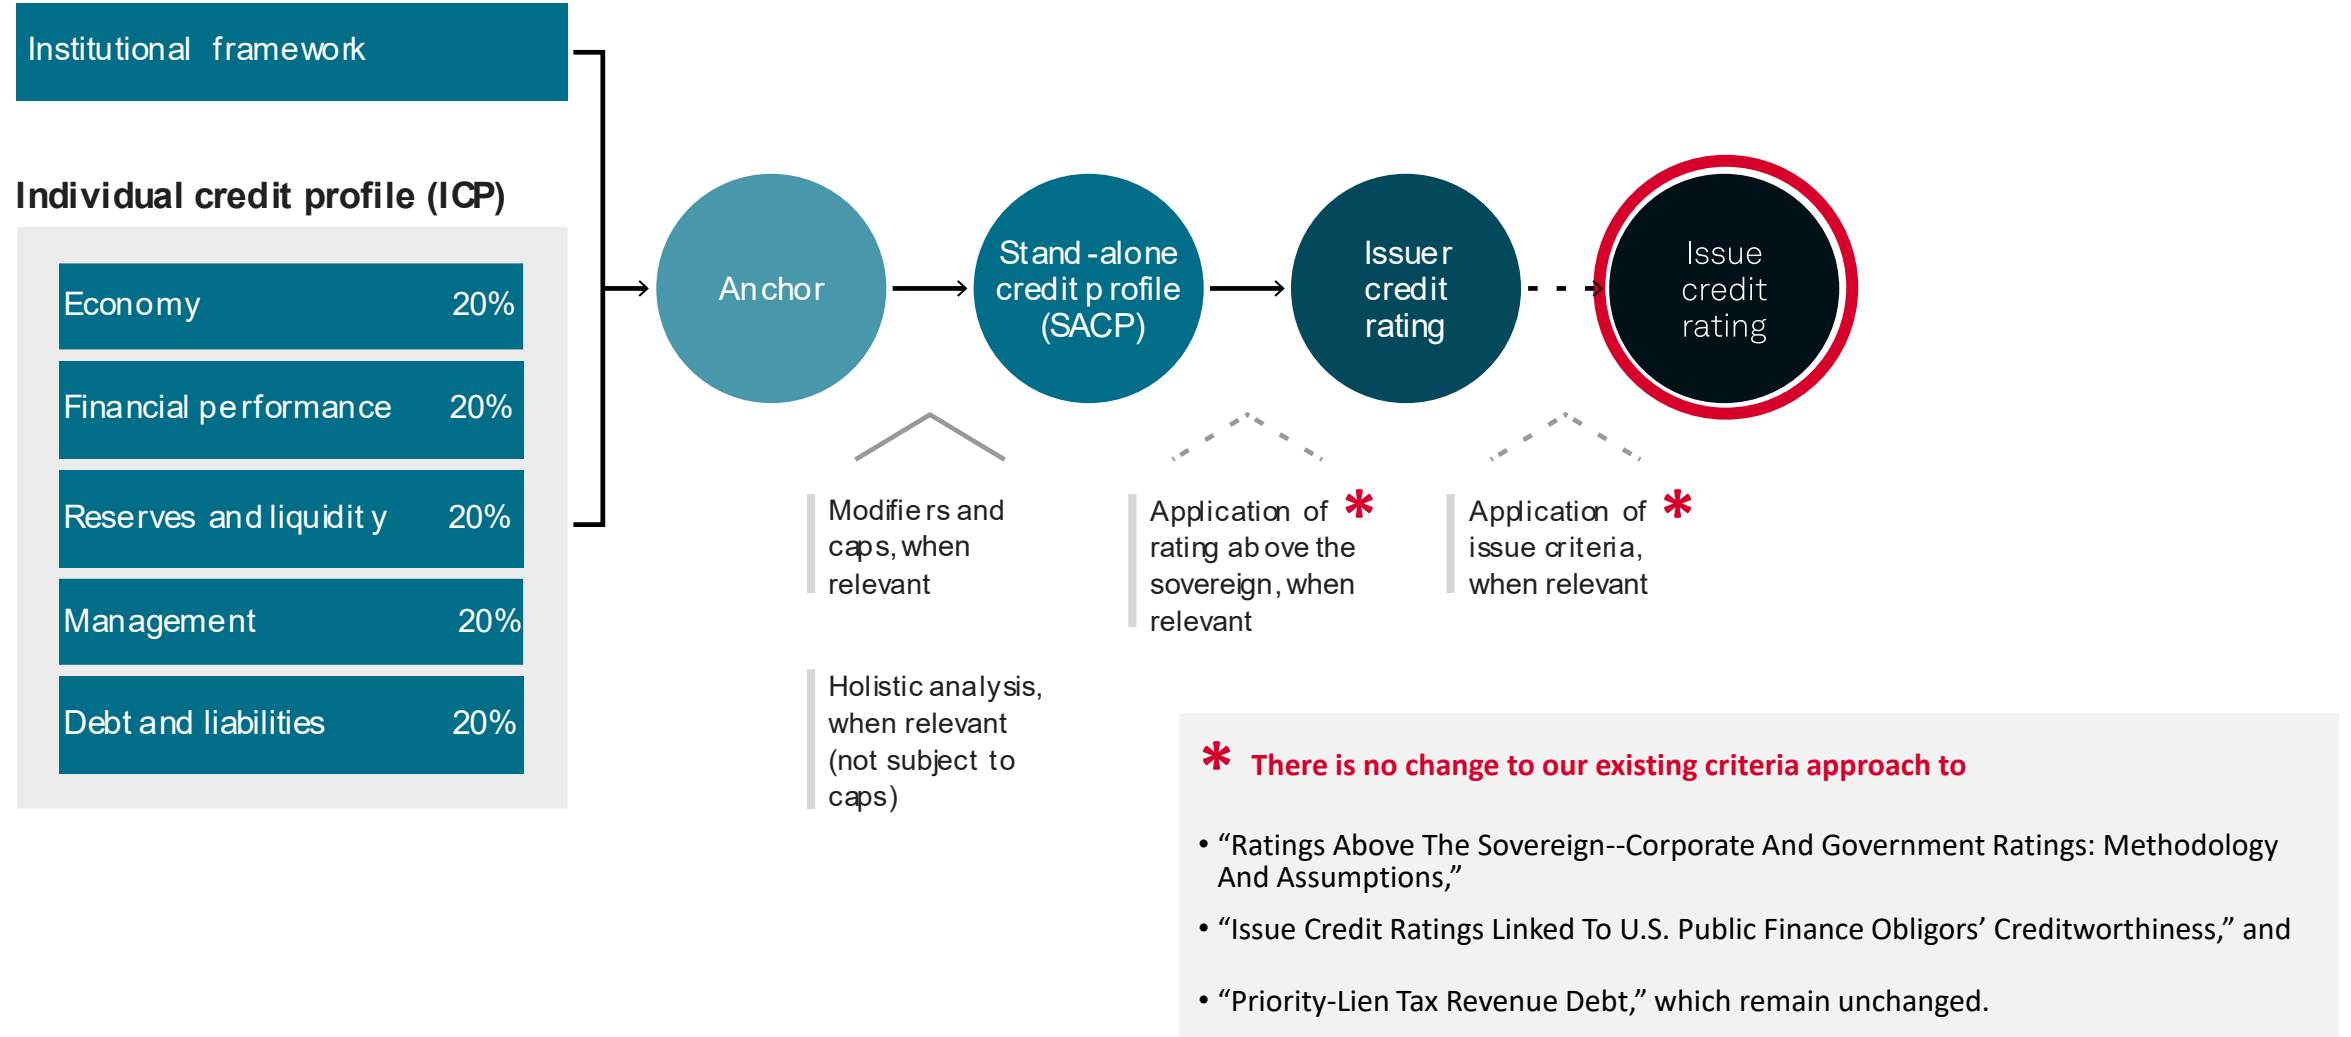 Institutional framework
Individual credit profile (ICP)
Economy 20%
Financial performance 20%
Reserves and liquidity 20%
Management 20%
Debt and liabilities 20%
Anchor
Stand-alone
credit profile
(SACP)
Issuer
credit
rating
Issue
credit
rating
Modifiers and
caps, when
relevant
Holistic analysis,
when relevant
(not subject to
caps)
Application of *
rating above the
sovereign, when
relevant
Application of *
issue criteria,
when relevant
* There is no change to our existing criteria approach to
• “Ratings Above The Sovereign--Corporate And Government Ratings: Methodology
And Assumptions,”
• “Issue Credit Ratings Linked To U.S. Public Finance Obligors’ Creditworthiness,” and
• “Priority-Lien Tax Revenue Debt,” which remain unchanged.